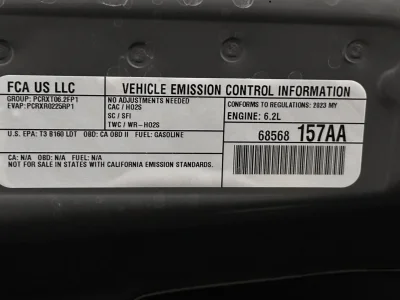 FCA US LLC
VEHICLE EMISSION CONTROL INFORMATION
GROUP: PCRXT06.2FP1
EVAP: PCRXR0225RP1
NO ADJUSTMENTS NEEDED
CAC / HO2S
SC / SFI
TWC / WR-HO2S
CONFORMS TO REGULATIONS: 2023 MY
ENGINE: 6.2L
68568 157AA
U.S. EPA: T3 B160 LDT OBD: CA OBD II FUEL: GASOLINE
CA: N/A OBD: N/A FUEL: N/A
NOT FOR SALE IN STATES WITH CALIFORNIA EMISSION STANDARDS.